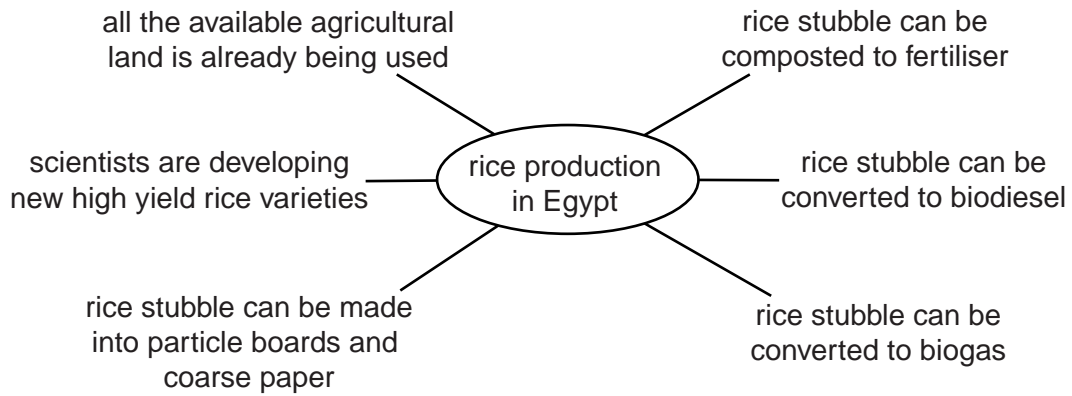 all the available agricultural
land is already being used
rice stubble can be
composted to fertiliser
scientists are developing
new high yield rice varieties
rice production
in Egypt
rice stubble can be
converted to biodiesel
rice stubble can be made
into particle boards and
coarse paper
rice stubble can be
converted to biogas